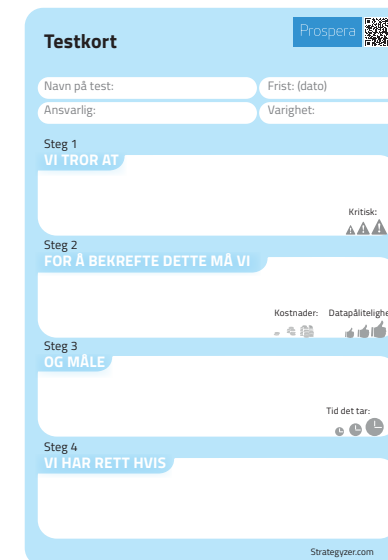 Testkort
Prospera
Navn på test:
Frist: (dato)
Ansvarlig:
Varighet:
Steg 1
VI TROR AT
Kritisk:
Steg 2
FOR Å BEKREFTE DETTE MÅ VI
Kostnader:
Datapålitelighe
Steg 3
OG MÅLE
Tid det tar:
Steg 4
VI HAR RETT HVIS
Strategyzer.com